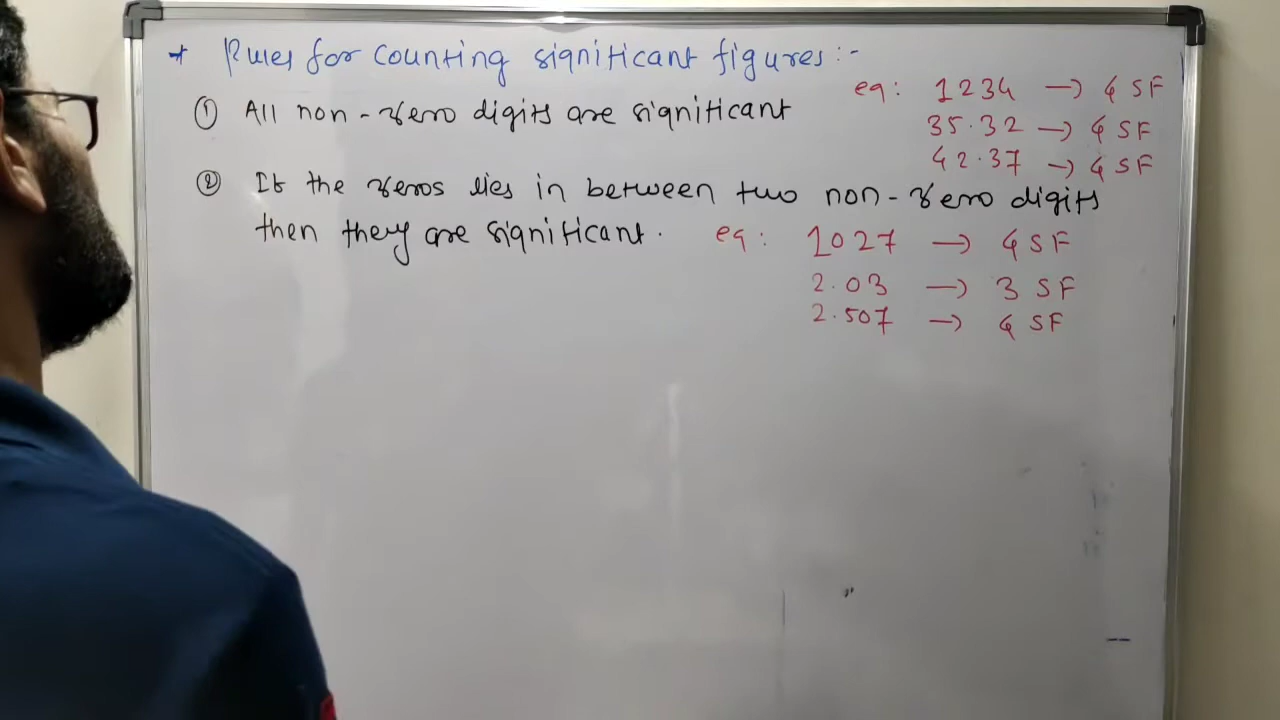 * Rules for counting significant figures :-
eg: 1234 → 4 SF
① All non-zero digits are significant
35.32 → 4 SF
42.37 → 4 SF
② If the zeros lies in between two non-zero digits
then they are significant. eg: 1027 → 4 SF
2.03 → 3 SF
2.507 → 4 SF